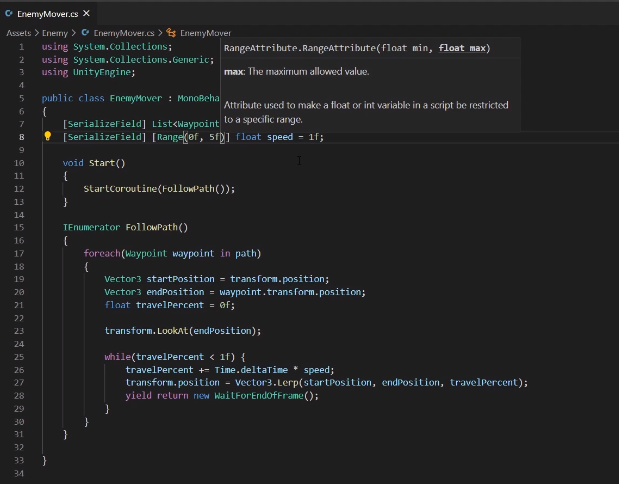 EnemyMover.cs ×
Assets > Enemy > EnemyMover.cs > EnemyMover
1 using System.Collections;
2 using System.Collections.Generic;
3 using UnityEngine;
4
5 public class EnemyMover : MonoBeha
6 {
7 [SerializeField] List<Waypoint
8 [SerializeField] [Range(0f, 5f)] float speed = 1f;
9
10 void Start()
11 {
12 StartCoroutine(FollowPath());
13 }
14
15 IEnumerator FollowPath()
16 {
17 foreach(Waypoint waypoint in path)
18 {
19 Vector3 startPosition = transform.position;
20 Vector3 endPosition = waypoint.transform.position;
21 float travelPercent = 0f;
22
23 transform.LookAt(endPosition);
24
25 while(travelPercent < 1f) {
26 travelPercent += Time.deltaTime * speed;
27 transform.position = Vector3.Lerp(startPosition, endPosition, travelPercent);
28 yield return new WaitForEndOfFrame();
29 }
30 }
31 }
32
33 }
34
RangeAttribute.RangeAttribute(float min, float max)
max: The maximum allowed value.
Attribute used to make a float or int variable in a script be restricted
to a specific range.